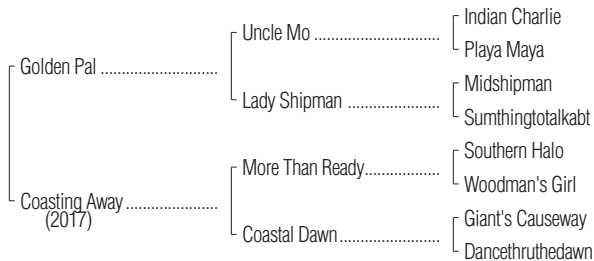 Indian Charlie
Uncle Mo ........................
Playa Maya
Golden Pal ......................
Midshipman
Lady Shipman ..................
Sumthingtotalkabt
Southern Halo
More Than Ready..............
Woodman's Girl
Coasting Away .................
(2017)
Giant's Causeway
Coastal Dawn...................
Dancethruthedawn